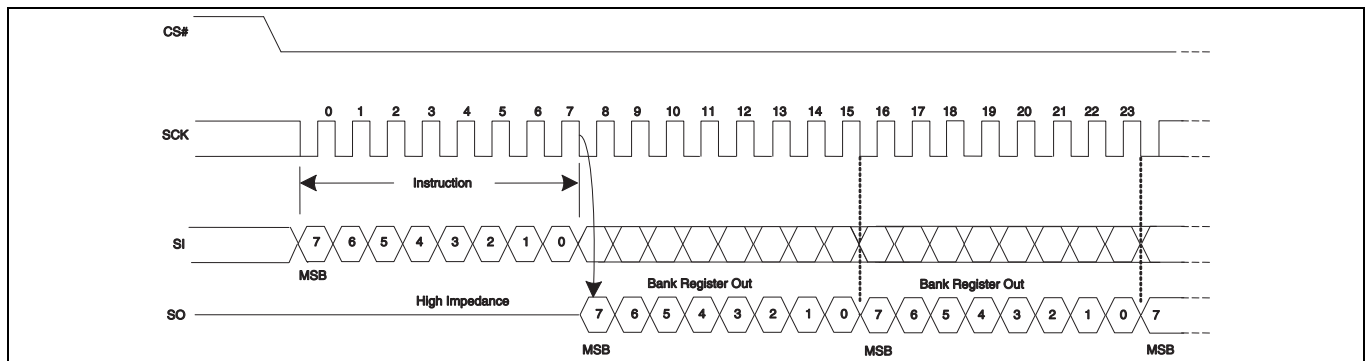 CS#
0 1 2 3 4 5 6 7 8 9 10 11 12 13 14 15 16 17 18 19 20 21 22 23
SCK
Instruction
SI 7 6 5 4 3 2 1 0
MSB
High Impedance Bank Register Out Bank Register Out
SO 7 6 5 4 3 2 1 0 7 6 5 4 3 2 1 0 7
MSB MSB MSB